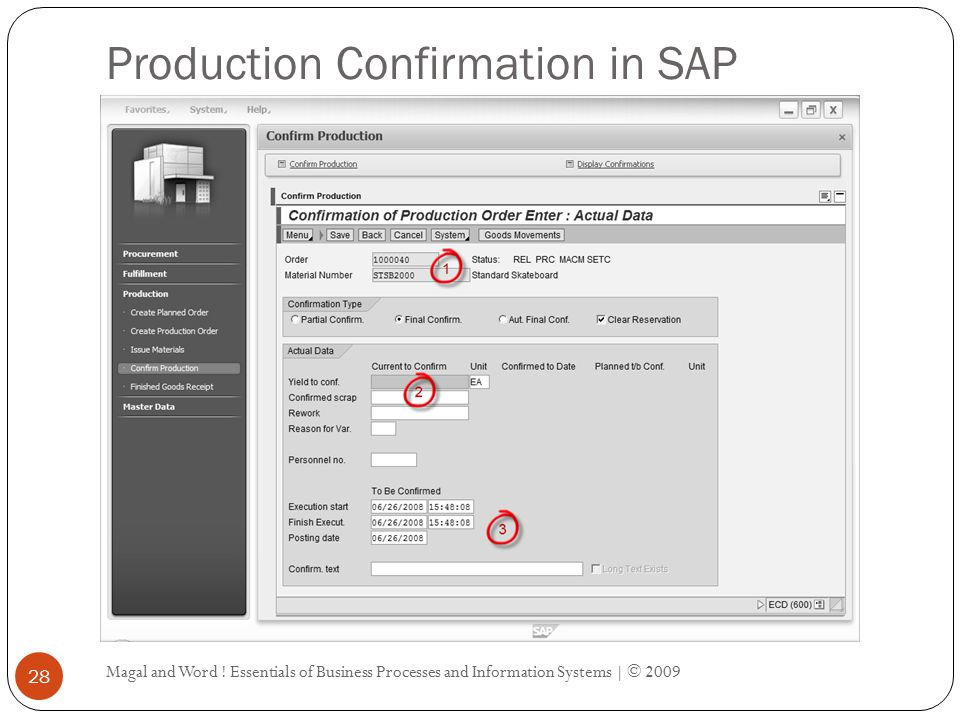 Production Confirmation in SAP
Favorites, System, Help,
Confirm Production
Confirm Production Display Confirmations
Procurement
Fulfillment
Production
· Create Planned Order
· Create Production Order
· Issue Materials
· Confirm Production
· Finished Goods Receipt
Master Data
Confirm Production
Confirmation of Production Order Enter : Actual Data
Menu Save Back Cancel System Goods Movements
Order 1000040 Status: REL PRC MACM SETC
1
Material Number STSB2000 Standard Skateboard
Confirmation Type
Partial Confirm. Final Confirm. Aut. Final Conf. Clear Reservation
Actual Data
Current to Confirm Unit Confirmed to Date Planned t/b Conf. Unit
Yield to conf. EA
2
Confirmed scrap
Rework
Reason for Var.
Personnel no.
To Be Confirmed
Execution start 06/26/2008 15:48:08
Finish Execut. 06/26/2008 15:48:08
3
Posting date 06/26/2008
Confirm. text Long Text Exists
ECD (600)
SAP
28
Magal and Word ! Essentials of Business Processes and Information Systems | © 2009